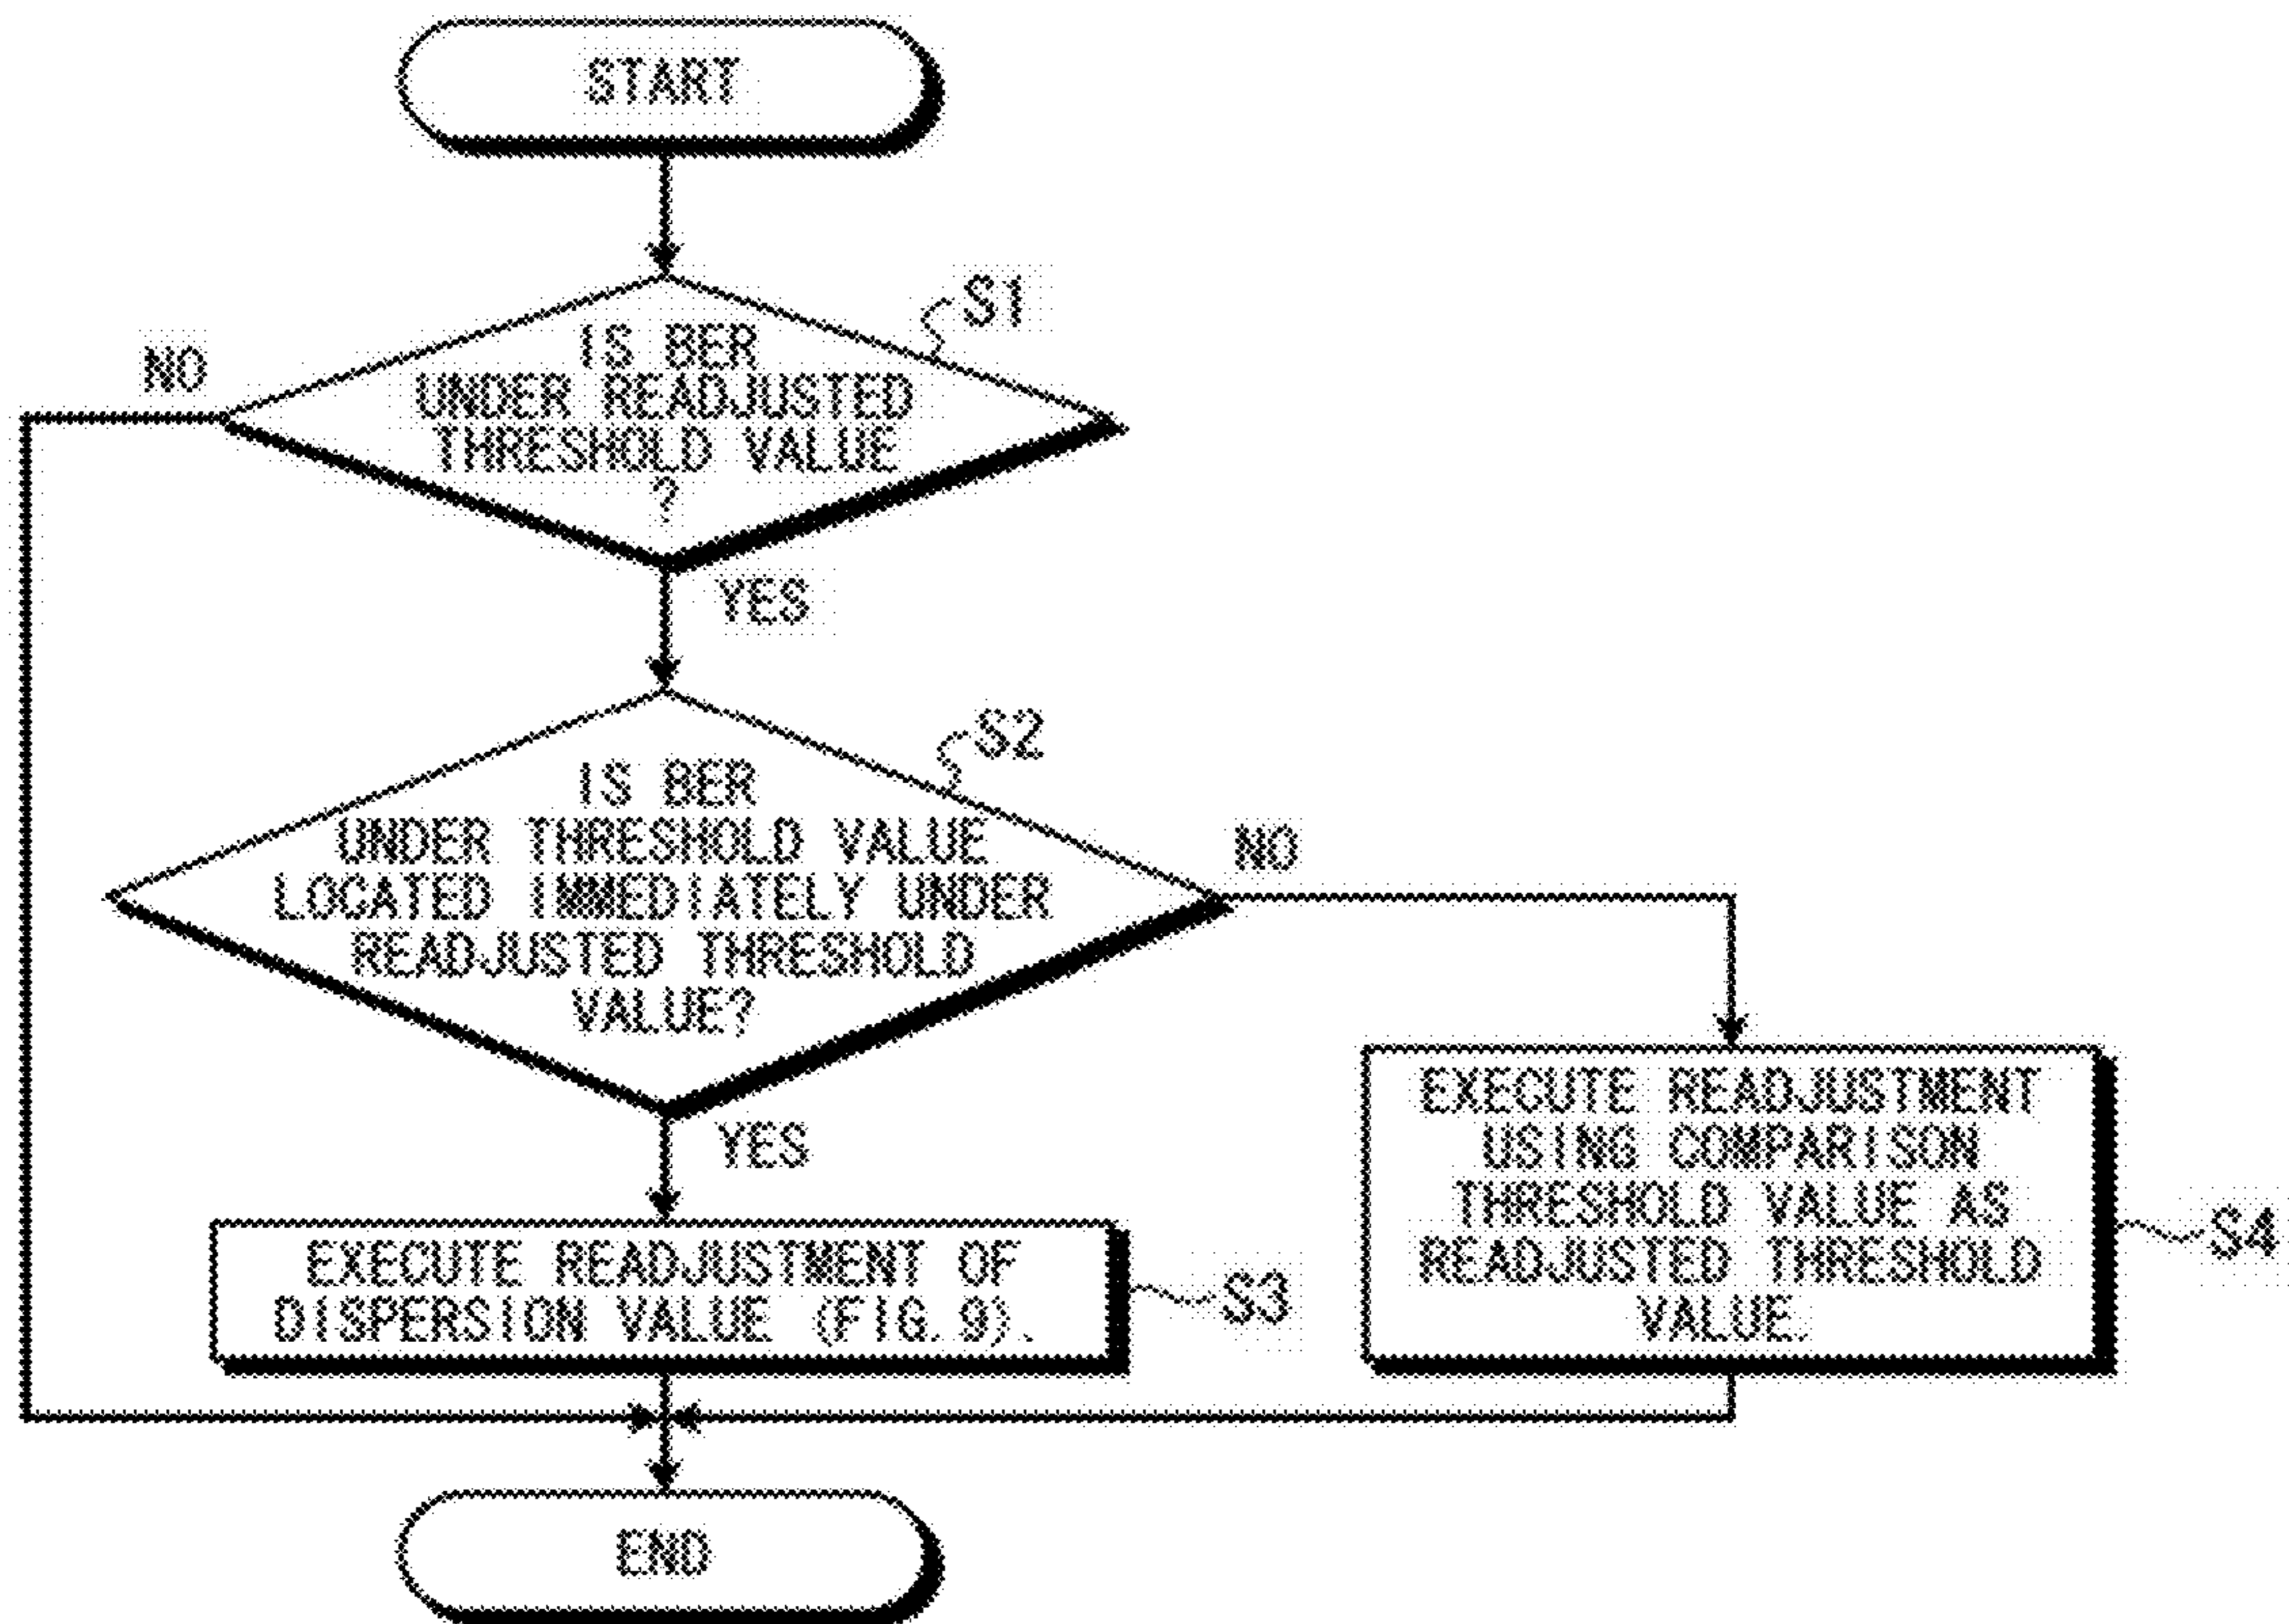 START
S1
IS BER
UNDER READJUSTED
THRESHOLD VALUE
?
NO
YES
S2
IS BER
UNDER THRESHOLD VALUE
LOCATED IMMEDIATELY UNDER
READJUSTED THRESHOLD
VALUE?
NO
YES
EXECUTE READJUSTMENT OF
DISPERSION VALUE (FIG. 9).
S3
EXECUTE READJUSTMENT
USING COMPARISON
THRESHOLD VALUE AS
READJUSTED THRESHOLD
VALUE.
S4
END